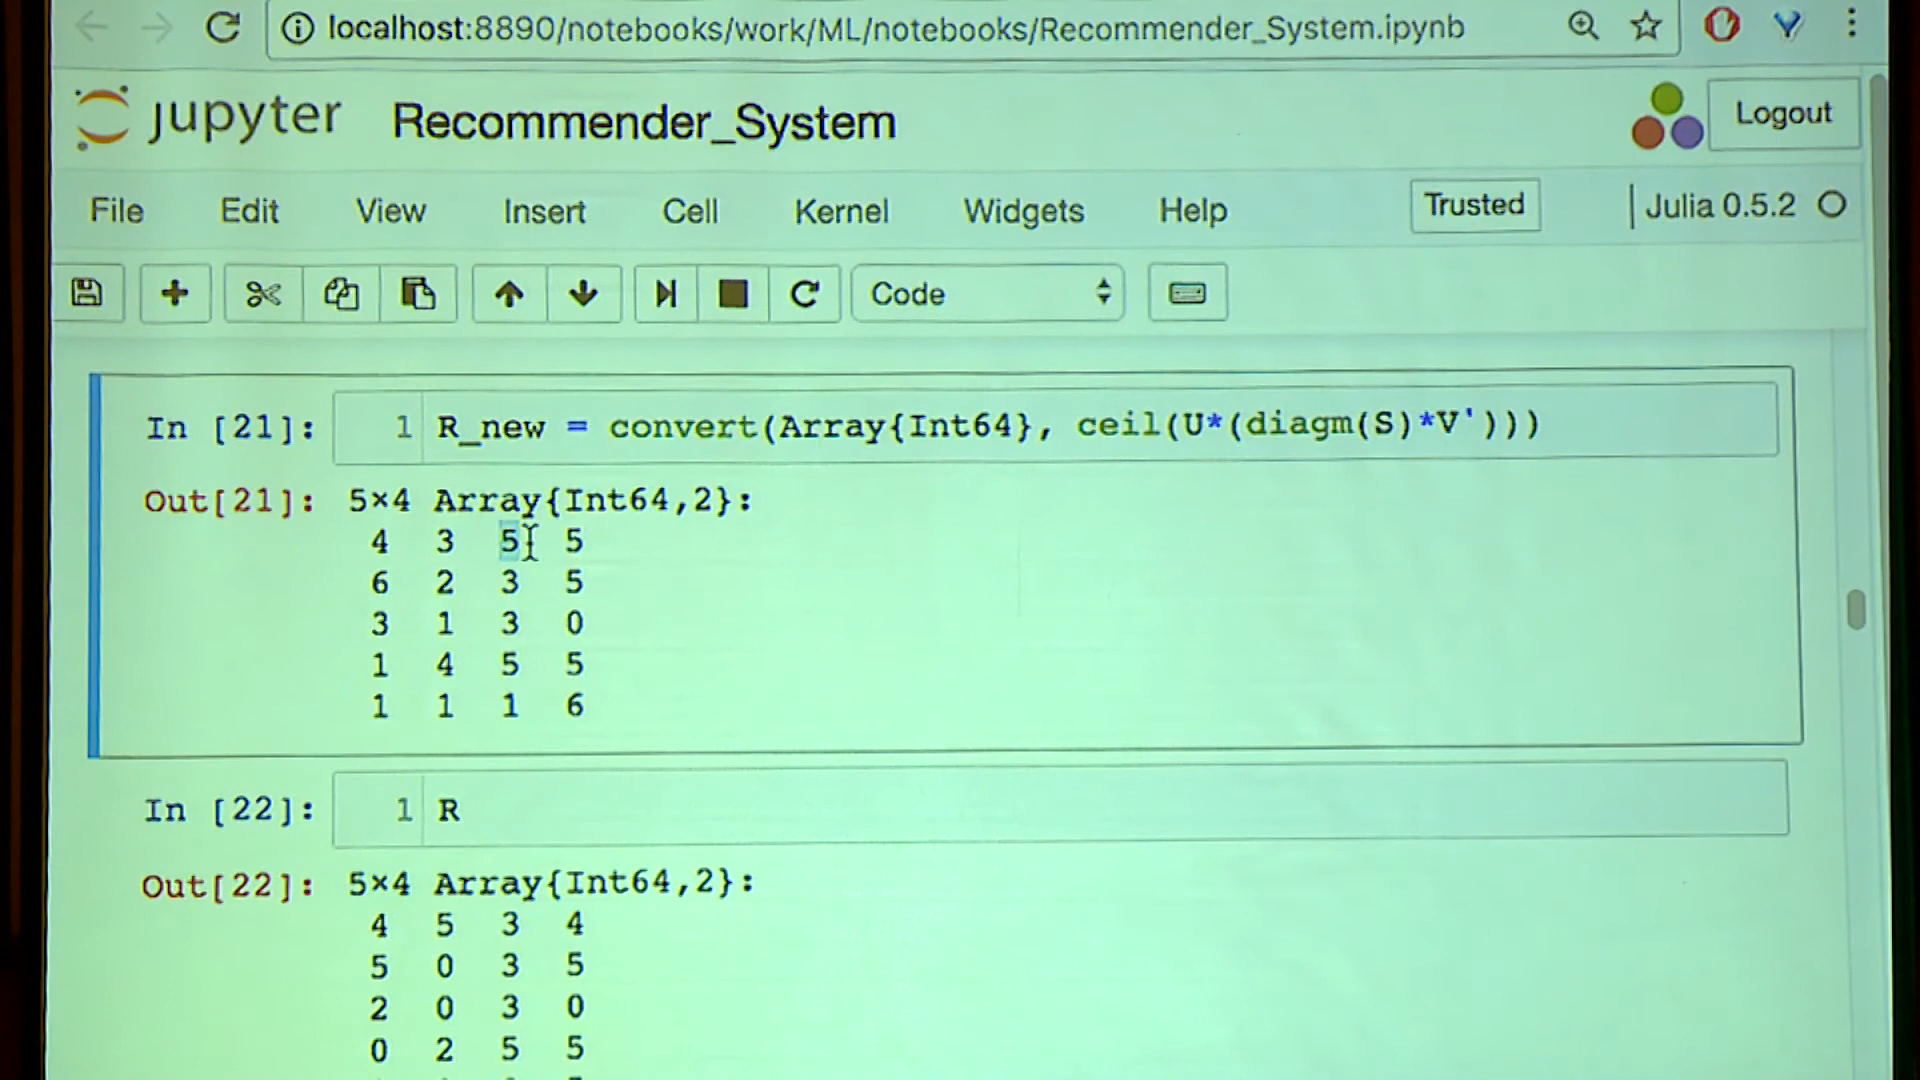 localhost:8890/notebooks/work/ML/notebooks/Recommender_System.ipynb
jupyter Recommender_System Logout
File Edit View Insert Cell Kernel Widgets Help Trusted Julia 0.5.2
Code
In [21]: 1 R_new = convert(Array{Int64}, ceil(U*(diagm(S)*V')))
Out[21]: 5×4 Array{Int64,2}:
4 3 5 5
6 2 3 5
3 1 3 0
1 4 5 5
1 1 1 6
In [22]: 1 R
Out[22]: 5×4 Array{Int64,2}:
4 5 3 4
5 0 3 5
2 0 3 0
0 2 5 5